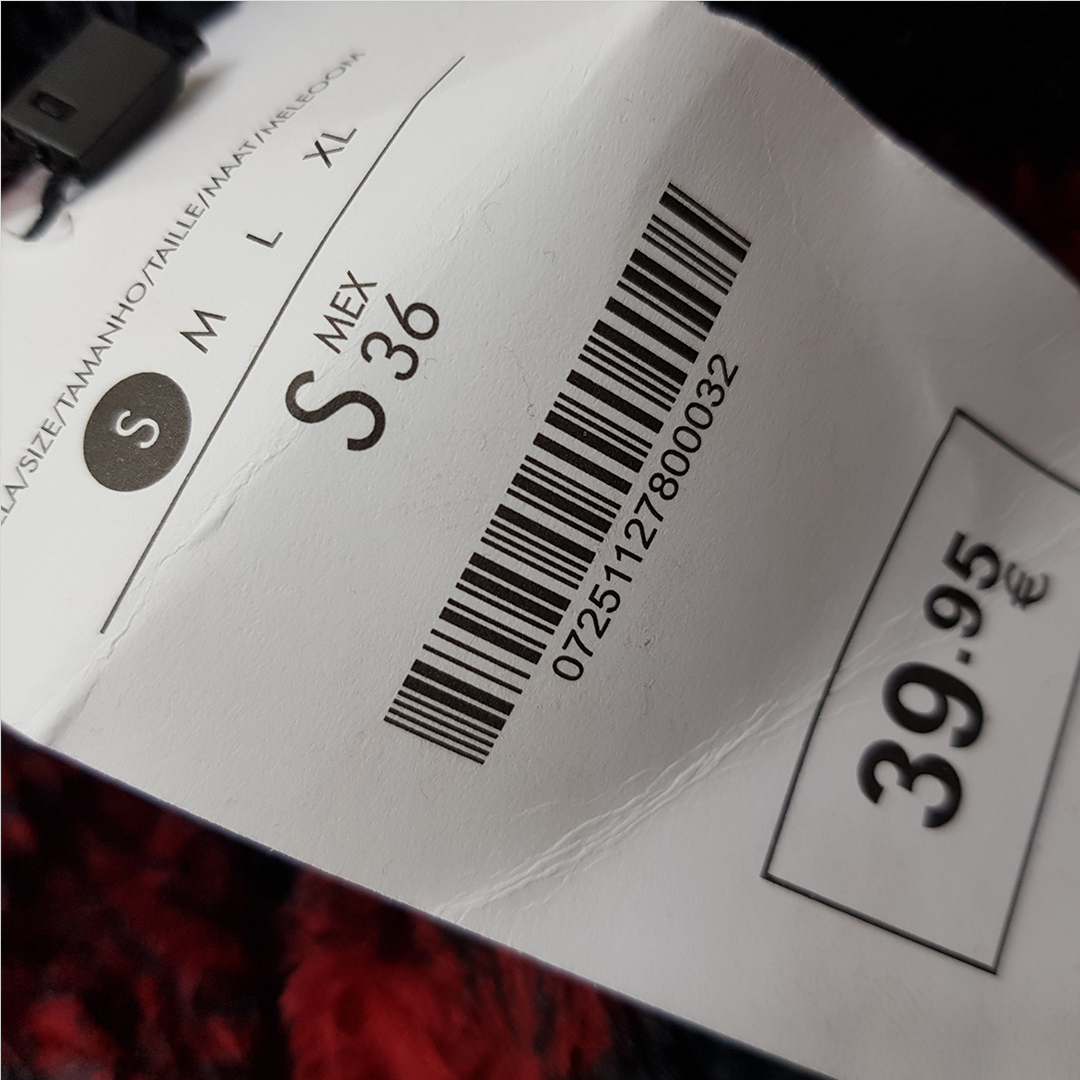 LA/SIZE/TAMANHO/TAILLE/MAAT/MELEOOM
S M L XL
MEX
S 36
07251127800032
39.95€